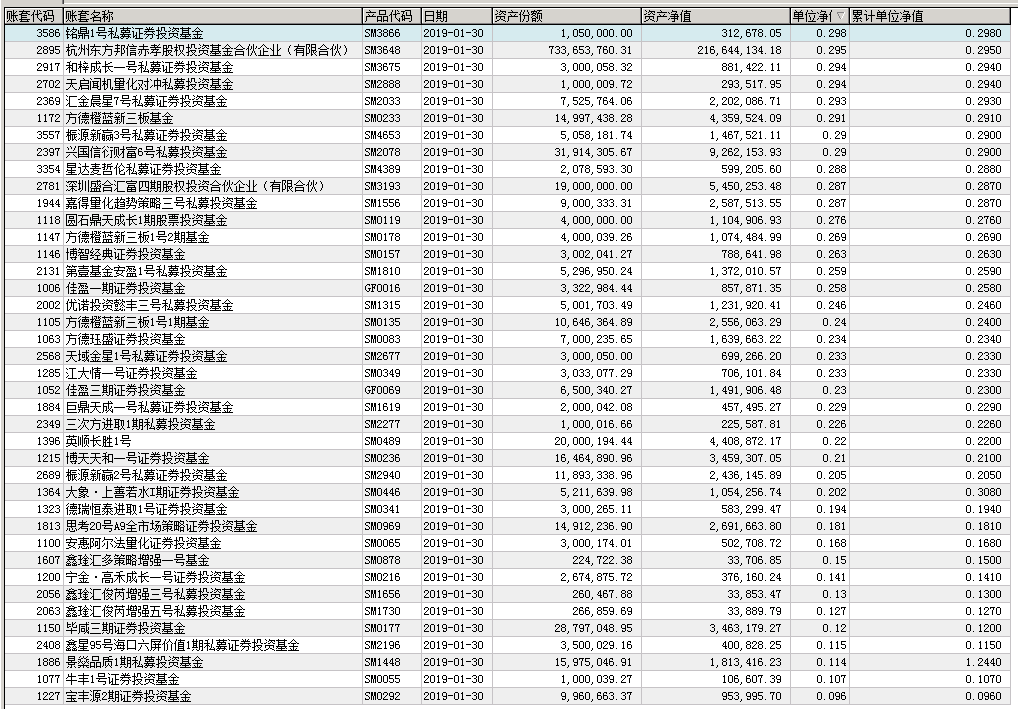 账套代码 账套名称 产品代码 日期 资产份额 资产净值 单位净值 累计单位净值
3586 铭鼎1号私募证券投资基金 SM3866 2019-01-30 1,050,000.00 312,678.05 0.298 0.2980
2895 杭州东方邦信赤孝股权投资基金合伙企业（有限合伙） SM3648 2019-01-30 733,653,760.31 216,644,134.18 0.295 0.2950
2917 和梓成长一号私募证券投资基金 SM3675 2019-01-30 3,000,058.32 881,422.11 0.294 0.2940
2702 天启闻机量化对冲私募投资基金 SM2888 2019-01-30 1,000,009.72 293,517.95 0.294 0.2940
2369 汇金晨星7号私募证券投资基金 SM2033 2019-01-30 7,525,764.06 2,202,086.71 0.293 0.2930
1172 方德橙蓝新三板基金 SM0233 2019-01-30 14,997,438.28 4,359,524.09 0.291 0.2910
3557 振源新赢3号私募证券投资基金 SM4653 2019-01-30 5,058,181.74 1,467,521.11 0.29 0.2900
2397 兴国信衍财富6号私募投资基金 SM2078 2019-01-30 31,914,305.67 9,262,153.93 0.29 0.2900
3354 星达麦哲伦私募证券投资基金 SM4389 2019-01-30 2,078,593.30 599,205.60 0.288 0.2880
2781 深圳盛合汇富四期股权投资合伙企业（有限合伙） SM3193 2019-01-30 19,000,000.00 5,450,253.48 0.287 0.2870
1944 嘉得量化趋势策略三号私募投资基金 SM1556 2019-01-30 9,000,333.31 2,587,513.55 0.287 0.2870
1118 圆石鼎天成长1期股票投资基金 SM0119 2019-01-30 4,000,000.00 1,104,906.93 0.276 0.2760
1147 方德橙蓝新三板1号2期基金 SM0178 2019-01-30 4,000,039.26 1,074,484.99 0.269 0.2690
1146 博智经典证券投资基金 SM0157 2019-01-30 3,002,041.27 788,641.98 0.263 0.2630
2131 第壹基金安盈1号私募投资基金 SM1810 2019-01-30 5,296,950.24 1,372,010.57 0.259 0.2590
1006 佳盈一期证券投资基金 GF0016 2019-01-30 3,322,984.44 857,871.35 0.258 0.2580
2002 优诺投资懿丰三号私募投资基金 SM1315 2019-01-30 5,001,703.49 1,231,920.41 0.246 0.2460
1105 方德橙蓝新三板1号1期基金 SM0135 2019-01-30 10,646,364.89 2,556,063.29 0.24 0.2400
1063 方德珏盛证券投资基金 SM0083 2019-01-30 7,000,235.65 1,639,663.22 0.234 0.2340
2568 天域金星1号私募证券投资基金 SM2677 2019-01-30 3,000,050.00 699,266.20 0.233 0.2330
1285 江大情一号证券投资基金 SM0349 2019-01-30 3,033,077.29 706,101.84 0.233 0.2330
1052 佳盈三期证券投资基金 GF0069 2019-01-30 6,500,340.27 1,491,906.48 0.23 0.2300
1884 巨鼎天成一号私募证券投资基金 SM1619 2019-01-30 2,000,042.08 457,495.27 0.229 0.2290
2349 三次方进取1期私募投资基金 SM2277 2019-01-30 1,000,016.66 225,587.81 0.226 0.2260
1396 英顺长胜1号 SM0489 2019-01-30 20,000,194.44 4,408,872.17 0.22 0.2200
1215 博天天和一号证券投资基金 SM0236 2019-01-30 16,464,890.96 3,459,307.05 0.21 0.2100
2689 振源新赢2号私募证券投资基金 SM2940 2019-01-30 11,893,338.96 2,436,145.89 0.205 0.2050
1364 大象·上善若水I期证券投资基金 SM0446 2019-01-30 5,211,639.98 1,054,256.74 0.202 0.3080
1323 德瑞恒泰进取1号证券投资基金 SM0341 2019-01-30 3,000,265.11 583,299.47 0.194 0.1940
1813 思考20号A9全市场策略证券投资基金 SM0969 2019-01-30 14,912,236.90 2,691,663.80 0.181 0.1810
1100 安惠阿尔法量化证券投资基金 SM0065 2019-01-30 3,000,174.01 502,708.72 0.168 0.1680
1607 鑫琻汇多策略增强一号基金 SM0878 2019-01-30 224,722.38 33,706.85 0.15 0.1500
1200 宁金·高禾成长一号证券投资基金 SM0216 2019-01-30 2,674,875.72 376,160.24 0.141 0.1410
2056 鑫琻汇俊芮增强三号私募投资基金 SM1656 2019-01-30 260,467.88 33,853.47 0.13 0.1300
2063 鑫琻汇俊芮增强五号私募投资基金 SM1730 2019-01-30 266,859.69 33,889.79 0.127 0.1270
1150 毕咸三期证券投资基金 SM0177 2019-01-30 28,797,048.95 3,463,179.27 0.12 0.1200
2408 鑫星95号海口六屏价值1期私募证券投资基金 SM2196 2019-01-30 3,500,029.16 400,828.25 0.115 0.1150
1886 景燊品质1期私募投资基金 SM1448 2019-01-30 15,975,046.91 1,813,416.23 0.114 1.2440
1077 牛丰1号证券投资基金 SM0055 2019-01-30 1,000,039.27 106,607.39 0.107 0.1070
1227 宝丰源2期证券投资基金 SM0292 2019-01-30 9,960,663.37 953,995.70 0.096 0.0960